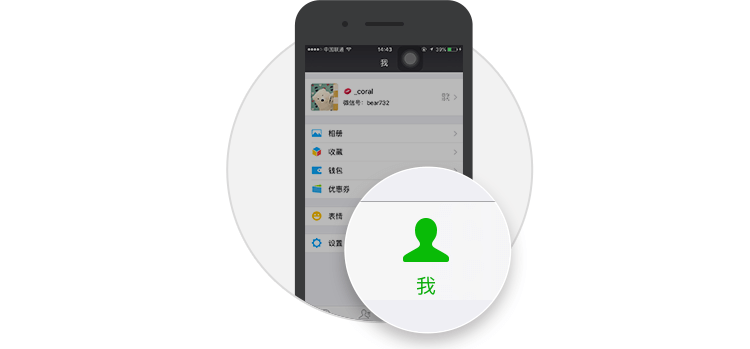 中国联通 14:43 39%
我
_coral
微信号：bear732
相册
收藏
钱包
优惠券
表情
设置
我